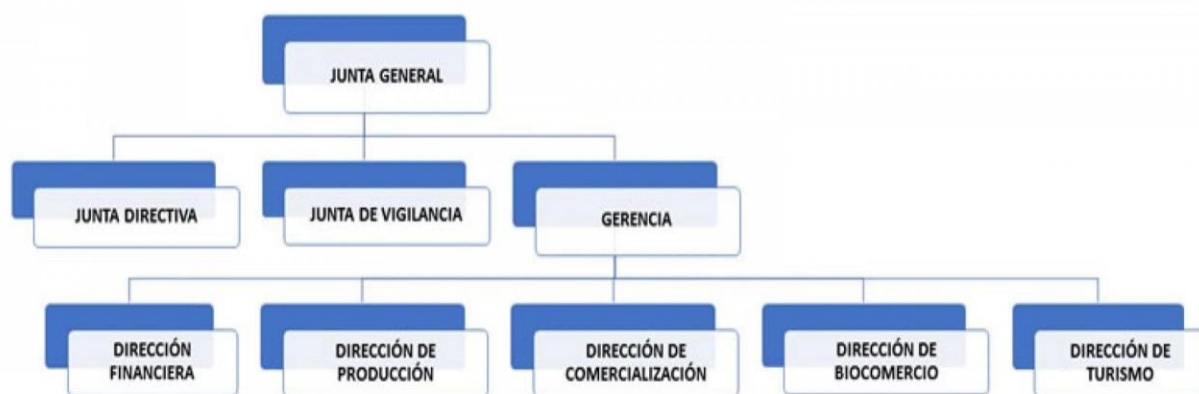 JUNTA GENERAL
JUNTA DIRECTIVA
JUNTA DE VIGILANCIA
GERENCIA
DIRECCIÓN
FINANCIERA
DIRECCIÓN DE
PRODUCCIÓN
DIRECCIÓN DE
COMERCIALIZACIÓN
DIRECCIÓN DE
BIOCOMERCIO
DIRECCIÓN DE
TURISMO